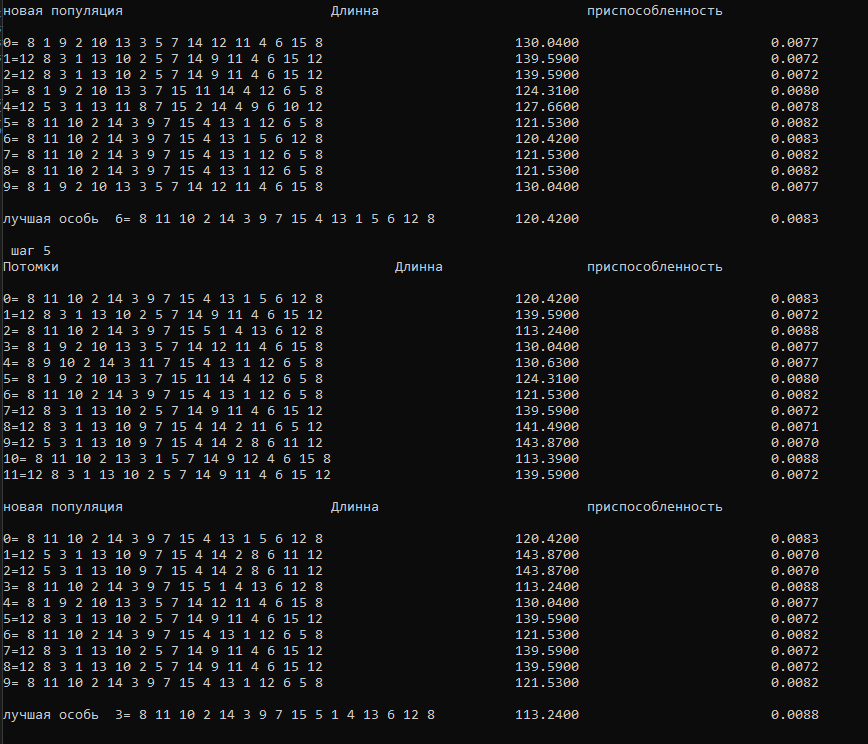 новая популяция Длинна приспособленность
0= 8 1 9 2 10 13 3 5 7 14 12 11 4 6 15 8 130.0400 0.0077
1=12 8 3 1 13 10 2 5 7 14 9 11 4 6 15 12 139.5900 0.0072
2=12 8 3 1 13 10 2 5 7 14 9 11 4 6 15 12 139.5900 0.0072
3= 8 1 9 2 10 13 3 7 15 11 14 4 12 6 5 8 124.3100 0.0080
4=12 5 3 1 13 11 8 7 15 2 14 4 9 6 10 12 127.6600 0.0078
5= 8 11 10 2 14 3 9 7 15 4 13 1 12 6 5 8 121.5300 0.0082
6= 8 11 10 2 14 3 9 7 15 4 13 1 5 6 12 8 120.4200 0.0083
7= 8 11 10 2 14 3 9 7 15 4 13 1 12 6 5 8 121.5300 0.0082
8= 8 11 10 2 14 3 9 7 15 4 13 1 12 6 5 8 121.5300 0.0082
9= 8 1 9 2 10 13 3 5 7 14 12 11 4 6 15 8 130.0400 0.0077
лучшая особь 6= 8 11 10 2 14 3 9 7 15 4 13 1 5 6 12 8 120.4200 0.0083
шаг 5
Потомки Длинна приспособленность
0= 8 11 10 2 14 3 9 7 15 4 13 1 5 6 12 8 120.4200 0.0083
1=12 8 3 1 13 10 2 5 7 14 9 11 4 6 15 12 139.5900 0.0072
2= 8 11 10 2 14 3 9 7 15 5 1 4 13 6 12 8 113.2400 0.0088
3= 8 1 9 2 10 13 3 5 7 14 12 11 4 6 15 8 130.0400 0.0077
4= 8 9 10 2 14 3 11 7 15 4 13 1 12 6 5 8 130.6300 0.0077
5= 8 1 9 2 10 13 3 7 15 11 14 4 12 6 5 8 124.3100 0.0080
6= 8 11 10 2 14 3 9 7 15 4 13 1 12 6 5 8 121.5300 0.0082
7=12 8 3 1 13 10 2 5 7 14 9 11 4 6 15 12 139.5900 0.0072
8=12 8 3 1 13 10 9 7 15 4 14 2 11 6 5 12 141.4900 0.0071
9=12 5 3 1 13 10 9 7 15 4 14 2 8 6 11 12 143.8700 0.0070
10= 8 11 10 2 13 3 1 5 7 14 9 12 4 6 15 8 113.3900 0.0088
11=12 8 3 1 13 10 2 5 7 14 9 11 4 6 15 12 139.5900 0.0072
новая популяция Длинна приспособленность
0= 8 11 10 2 14 3 9 7 15 4 13 1 5 6 12 8 120.4200 0.0083
1=12 5 3 1 13 10 9 7 15 4 14 2 8 6 11 12 143.8700 0.0070
2=12 5 3 1 13 10 9 7 15 4 14 2 8 6 11 12 143.8700 0.0070
3= 8 11 10 2 14 3 9 7 15 5 1 4 13 6 12 8 113.2400 0.0088
4= 8 1 9 2 10 13 3 5 7 14 12 11 4 6 15 8 130.0400 0.0077
5=12 8 3 1 13 10 2 5 7 14 9 11 4 6 15 12 139.5900 0.0072
6= 8 11 10 2 14 3 9 7 15 4 13 1 12 6 5 8 121.5300 0.0082
7=12 8 3 1 13 10 2 5 7 14 9 11 4 6 15 12 139.5900 0.0072
8=12 8 3 1 13 10 2 5 7 14 9 11 4 6 15 12 139.5900 0.0072
9= 8 11 10 2 14 3 9 7 15 4 13 1 12 6 5 8 121.5300 0.0082
лучшая особь 3= 8 11 10 2 14 3 9 7 15 5 1 4 13 6 12 8 113.2400 0.0088